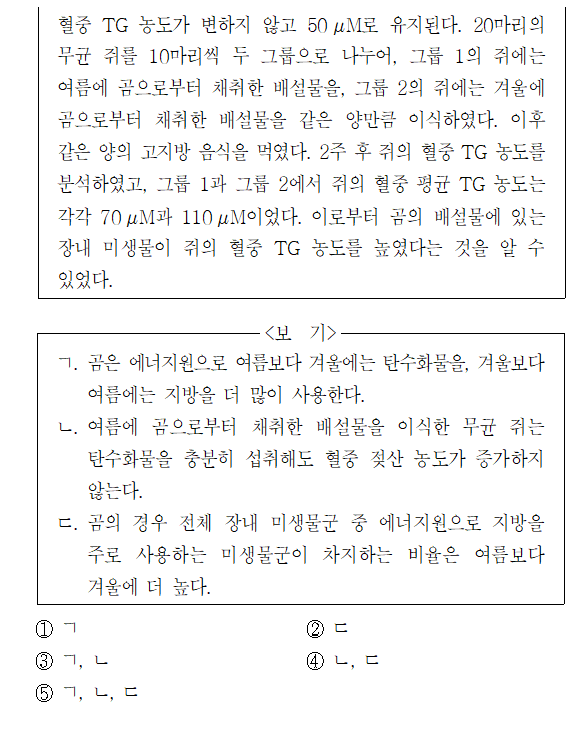 혈중 TG 농도가 변하지 않고 50 μM로 유지된다. 20마리의
무균 쥐를 10마리씩 두 그룹으로 나누어, 그룹 1의 쥐에는
여름에 곰으로부터 채취한 배설물을, 그룹 2의 쥐에는 겨울에
곰으로부터 채취한 배설물을 같은 양만큼 이식하였다. 이후
같은 양의 고지방 음식을 먹였다. 2주 후 쥐의 혈중 TG 농도를
분석하였고, 그룹 1과 그룹 2에서 쥐의 혈중 평균 TG 농도는
각각 70 μM과 110 μM이었다. 이로부터 곰의 배설물에 있는
장내 미생물이 쥐의 혈중 TG 농도를 높였다는 것을 알 수
있었다.
<보 기>
ㄱ. 곰은 에너지원으로 여름보다 겨울에는 탄수화물을, 겨울보다
여름에는 지방을 더 많이 사용한다.
ㄴ. 여름에 곰으로부터 채취한 배설물을 이식한 무균 쥐는
탄수화물을 충분히 섭취해도 혈중 젖산 농도가 증가하지
않는다.
ㄷ. 곰의 경우 전체 장내 미생물군 중 에너지원으로 지방을
주로 사용하는 미생물군이 차지하는 비율은 여름보다
겨울에 더 높다.
① ㄱ ② ㄷ
③ ㄱ, ㄴ ④ ㄴ, ㄷ
⑤ ㄱ, ㄴ, ㄷ